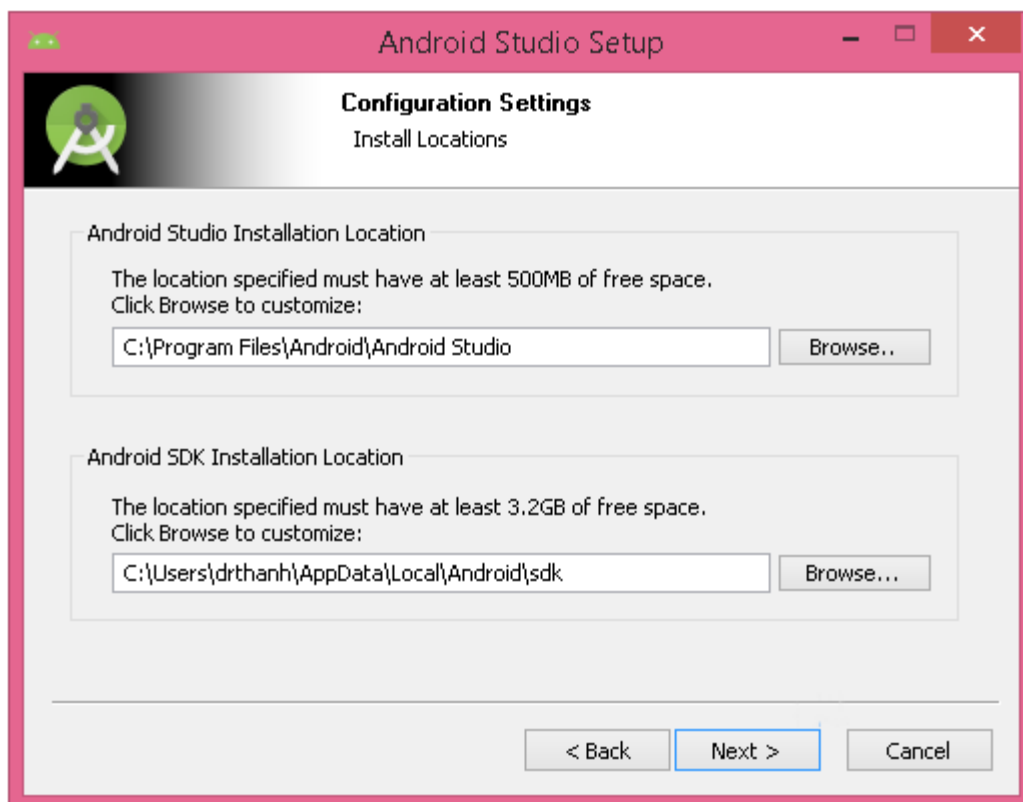 Android Studio Setup
Configuration Settings
Install Locations
Android Studio Installation Location
The location specified must have at least 500MB of free space.
Click Browse to customize:
C:\Program Files\Android\Android Studio
Browse..
Android SDK Installation Location
The location specified must have at least 3.2GB of free space.
Click Browse to customize:
C:\Users\drthanh\AppData\Local\Android\sdk
Browse...
< Back
Next >
Cancel